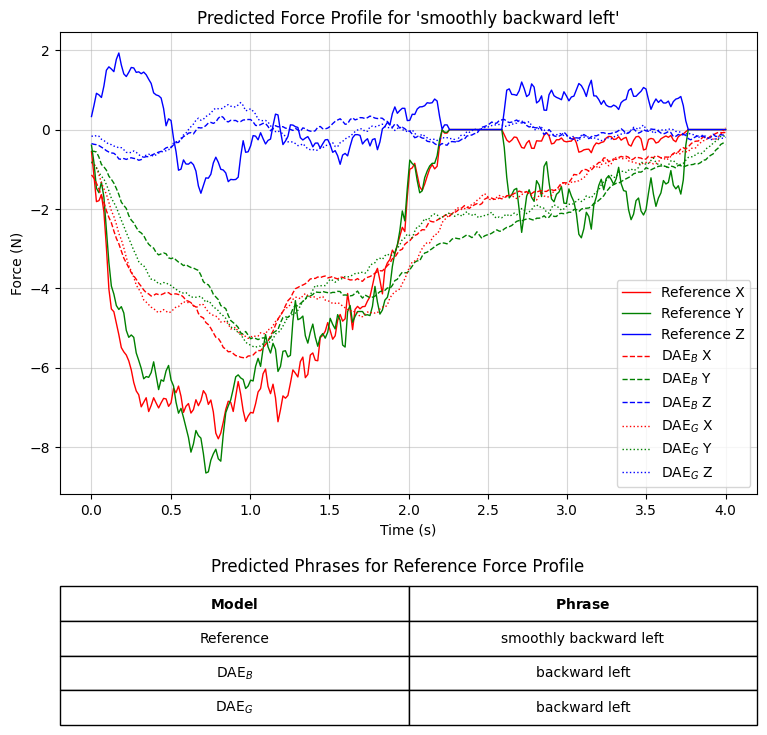 Predicted Force Profile for 'smoothly backward left'
2
0
−2
−4
−6
−8
Force (N)
0.0 0.5 1.0 1.5 2.0 2.5 3.0 3.5 4.0
Time (s)
Reference X
Reference Y
Reference Z
DAE_B X
DAE_B Y
DAE_B Z
DAE_G X
DAE_G Y
DAE_G Z
Predicted Phrases for Reference Force Profile
Model Phrase
Reference smoothly backward left
DAE_B backward left
DAE_G backward left